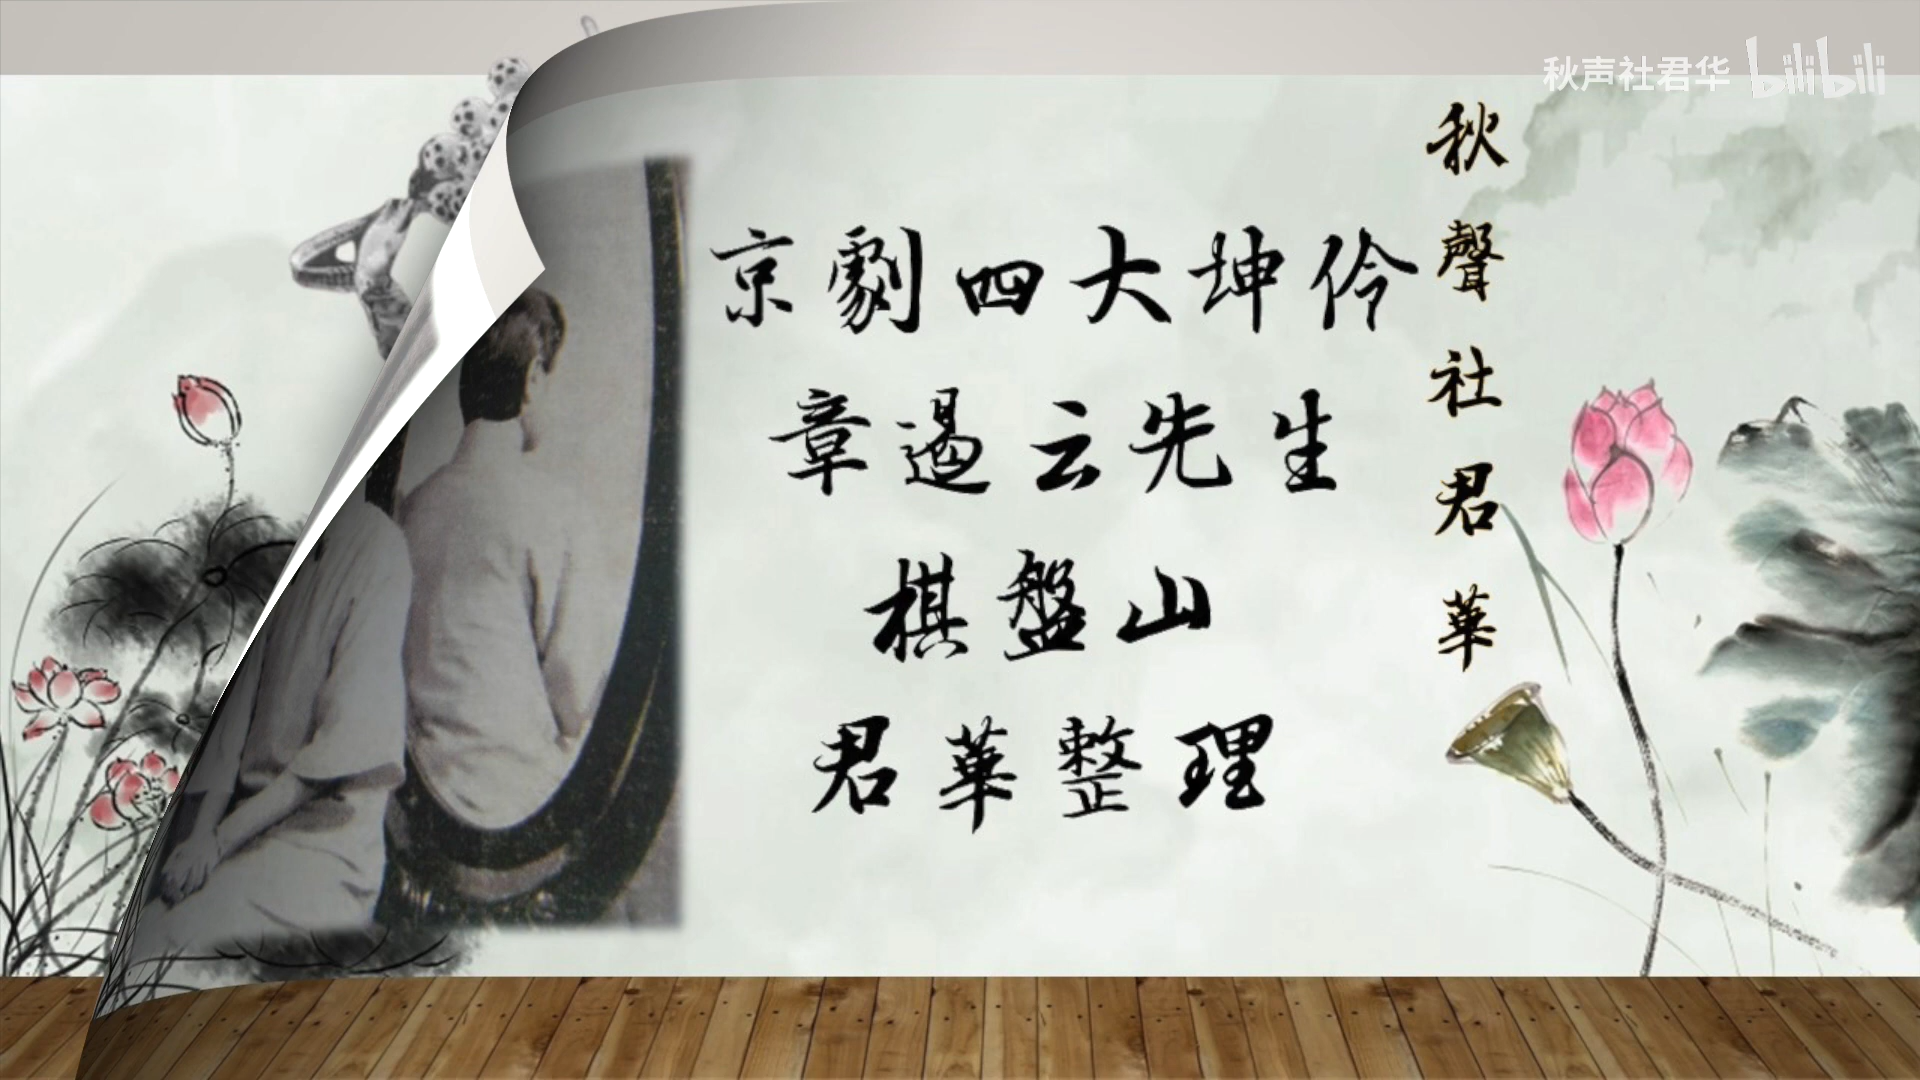 秋声社君华 bilibili
京劇四大坤伶
章遏云先生
棋盤山
君華整理
秋聲社君華